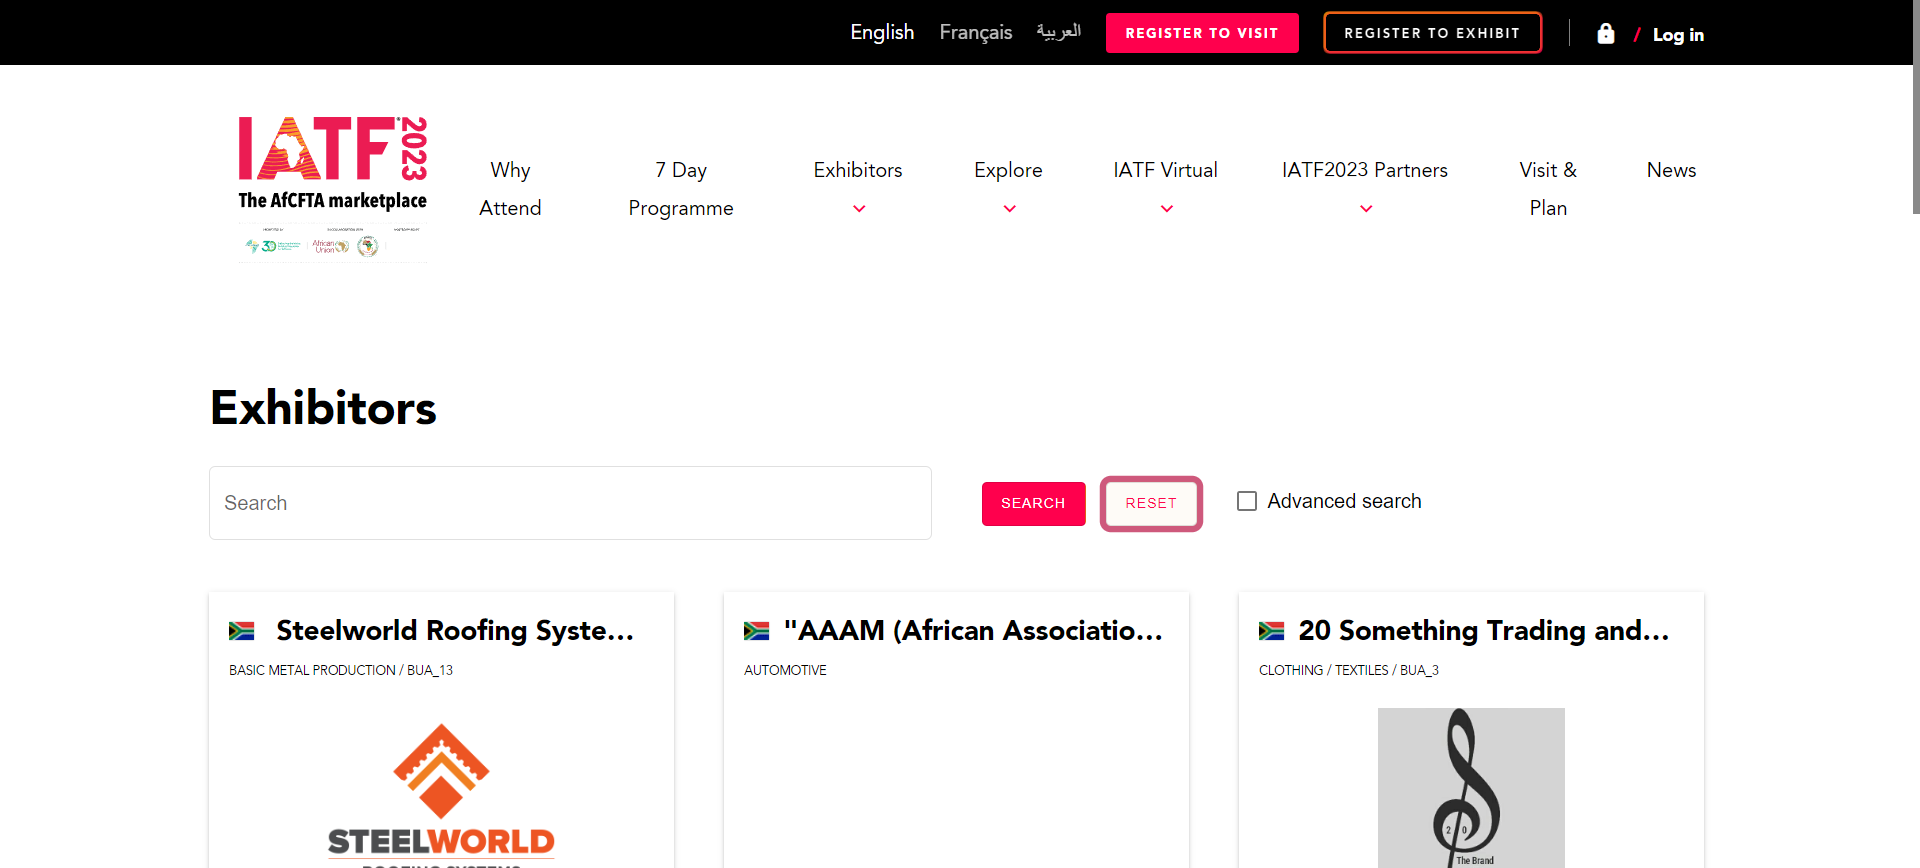 English Français العربية REGISTER TO VISIT REGISTER TO EXHIBIT / Log in
IATF 2023
The AfCFTA marketplace
African Union
Why Attend
7 Day Programme
Exhibitors
Explore
IATF Virtual
IATF2023 Partners
Visit & Plan
News
Exhibitors
Search
SEARCH
RESET
Advanced search
Steelworld Roofing Syste...
BASIC METAL PRODUCTION / BUA_13
STEELWORLD
"AAAM (African Associatio...
AUTOMOTIVE
20 Something Trading and...
CLOTHING / TEXTILES / BUA_3
2 0
The Brand